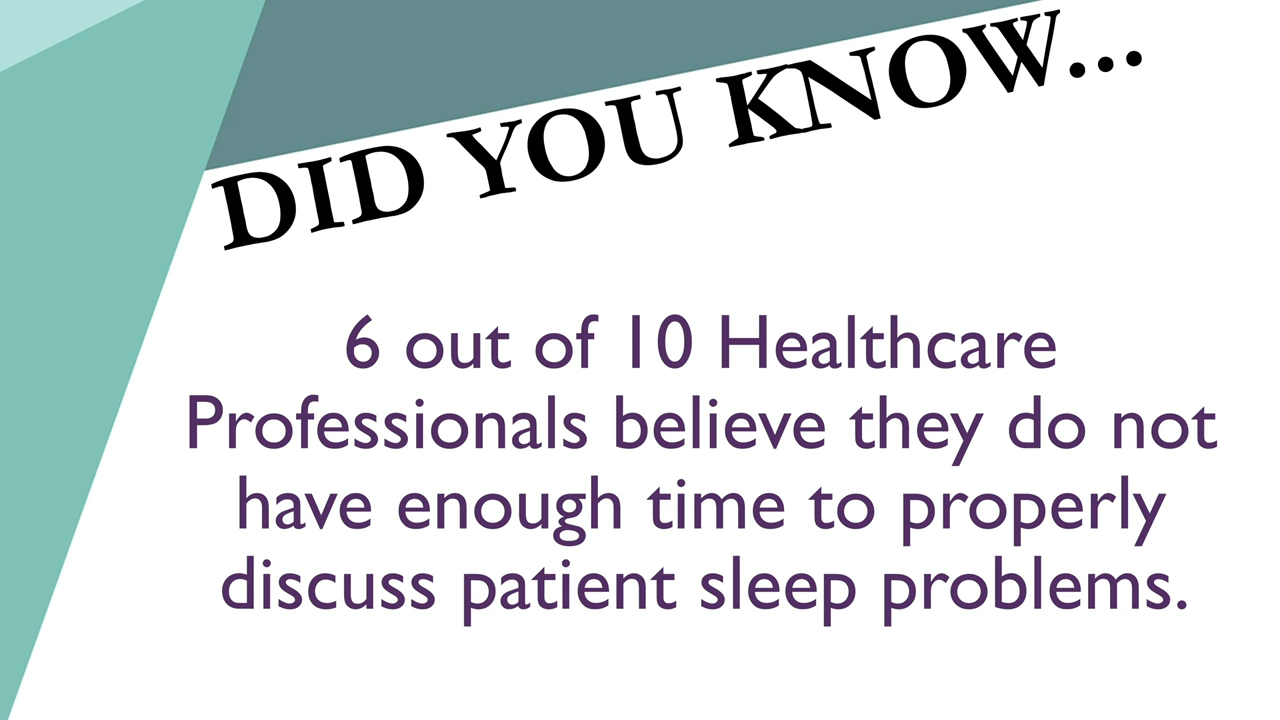 DID YOU KNOW...
6 out of 10 Healthcare
Professionals believe they do not
have enough time to properly
discuss patient sleep problems.